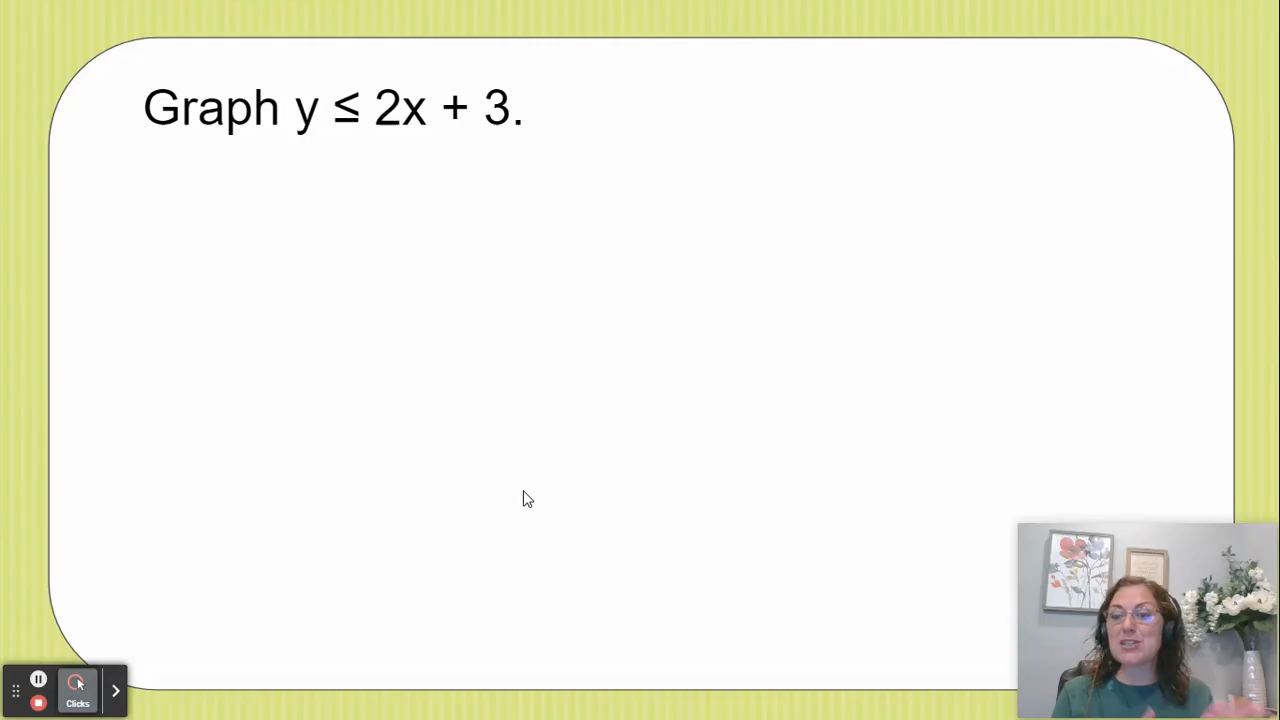 Graph y ≤ 2x + 3.
Clicks